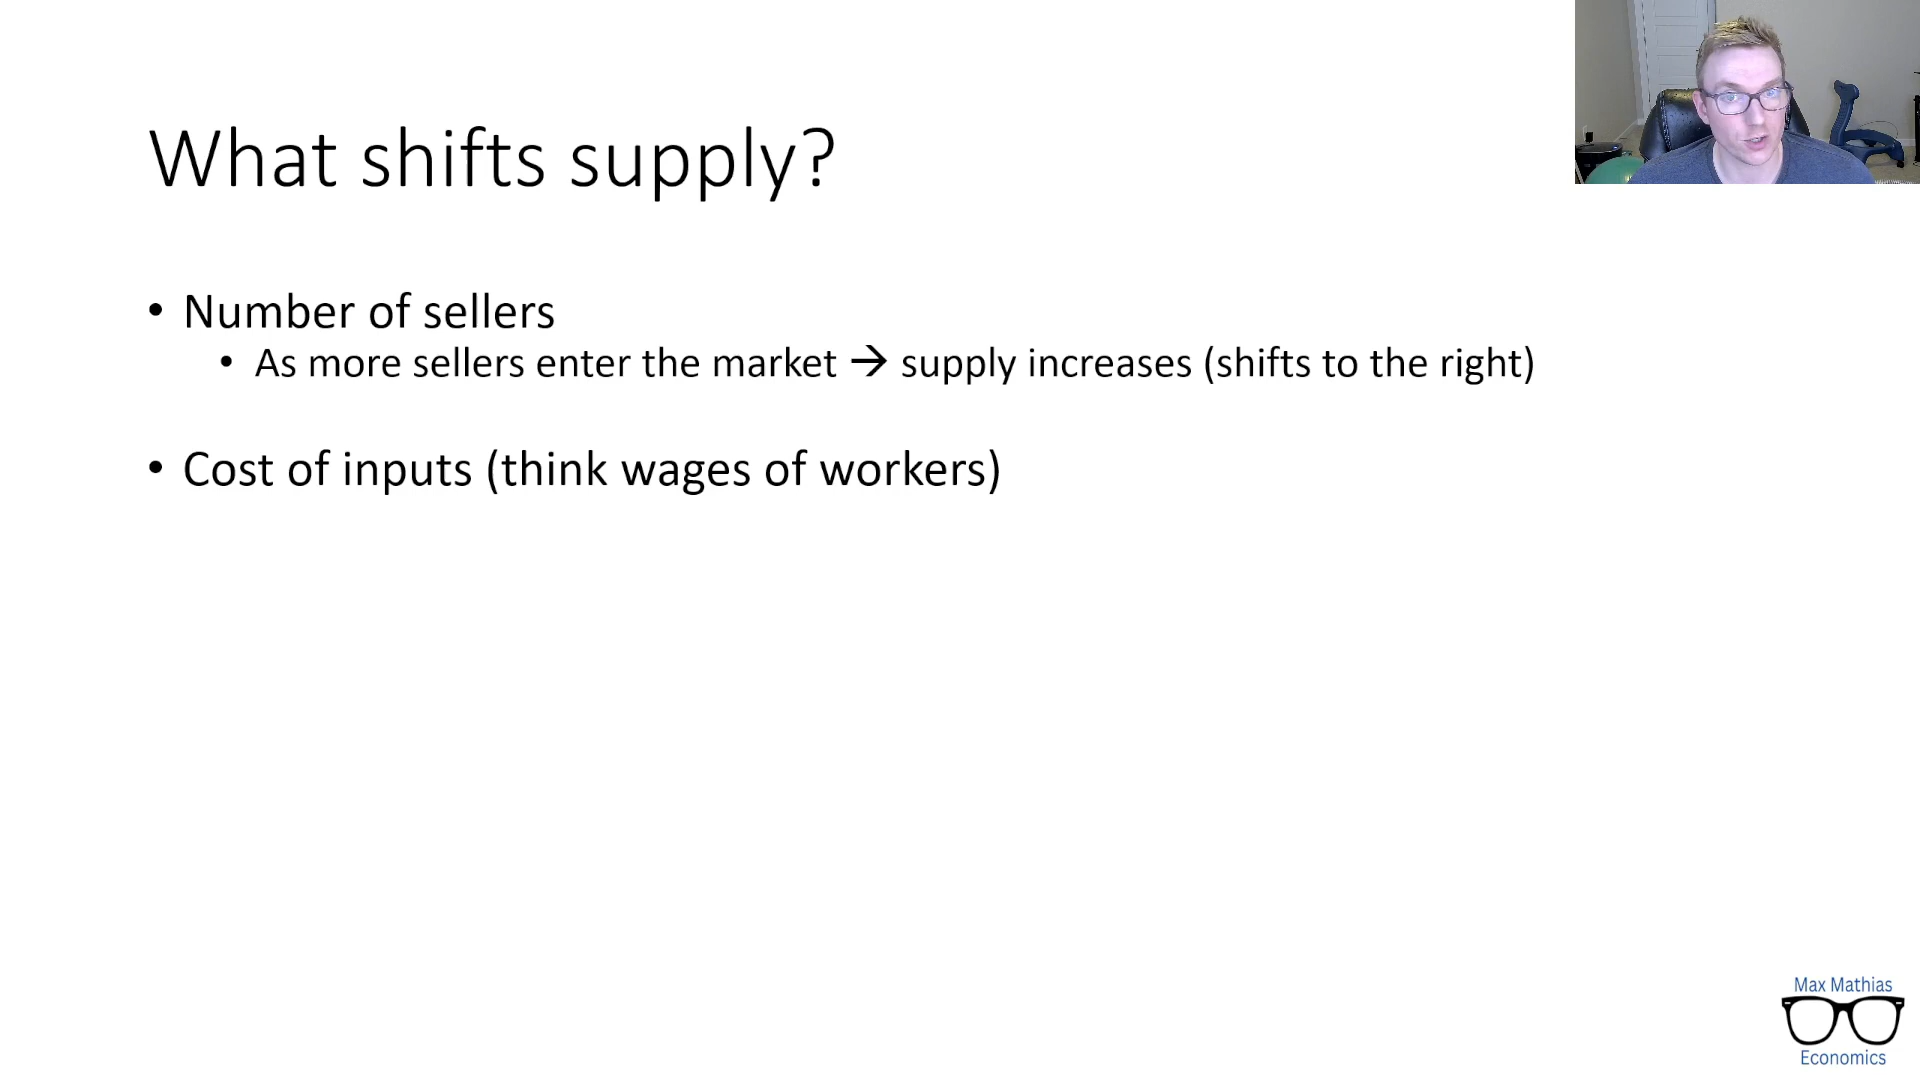 What shifts supply?
• Number of sellers
• As more sellers enter the market → supply increases (shifts to the right)
• Cost of inputs (think wages of workers)
Max Mathias
Economics